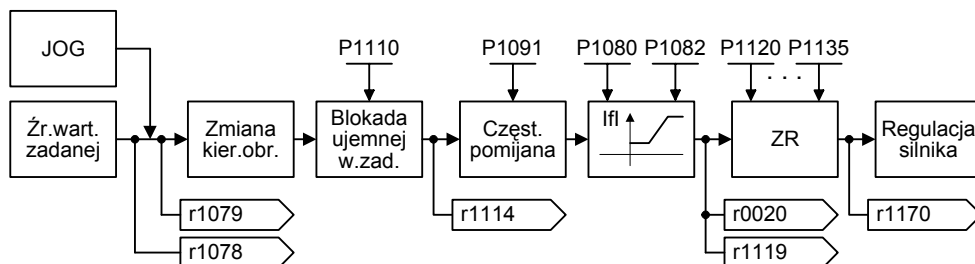 JOG
P1110
P1091
P1080
P1082
P1120
P1135
. . .
Źr.wart.
zadanej
Zmiana
kier.obr.
Blokada
ujemnej
w.zad.
Częst.
pomijana
IfI
ZR
Regulacja
silnika
r1079
r1114
r0020
r1170
r1078
r1119